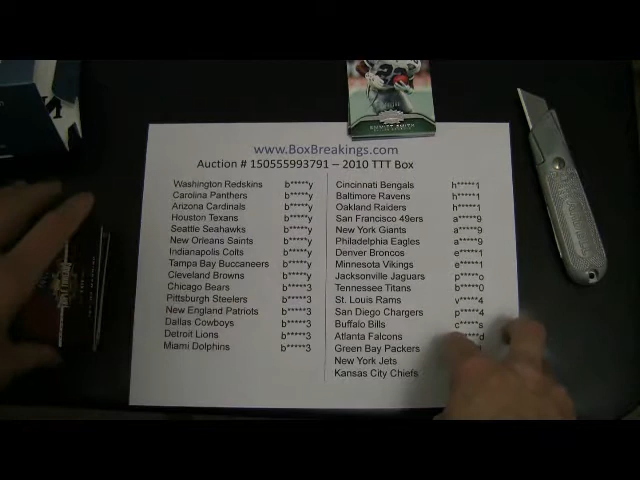 EMMITT SMITH
www.BoxBreakings.com
Auction # 150555993791 – 2010 TTT Box
Washington Redskins b*****y
Carolina Panthers b*****y
Arizona Cardinals b*****y
Houston Texans b*****y
Seattle Seahawks b*****y
New Orleans Saints b*****y
Indianapolis Colts b*****y
Tampa Bay Buccaneers b*****y
Cleveland Browns b*****y
Chicago Bears b*****3
Pittsburg Steelers b*****3
New England Patriots b*****3
Dallas Cowboys b*****3
Detroit Lions b*****3
Miami Dolphins b*****3
Cincinnati Bengals h*****1
Baltimore Ravens h*****1
Oakland Raiders h*****1
San Francisco 49ers a*****9
New York Giants a*****9
Philadelphia Eagles a*****9
Denver Broncos e*****1
Minnesota Vikings e*****1
Jacksonville Jaguars p*****o
Tennessee Titans b*****0
St. Louis Rams v*****4
San Diego Chargers p*****4
Buffalo Bills c*****s
Atlanta Falcons
Green Bay Packers
New York Jets
Kansas City Chiefs